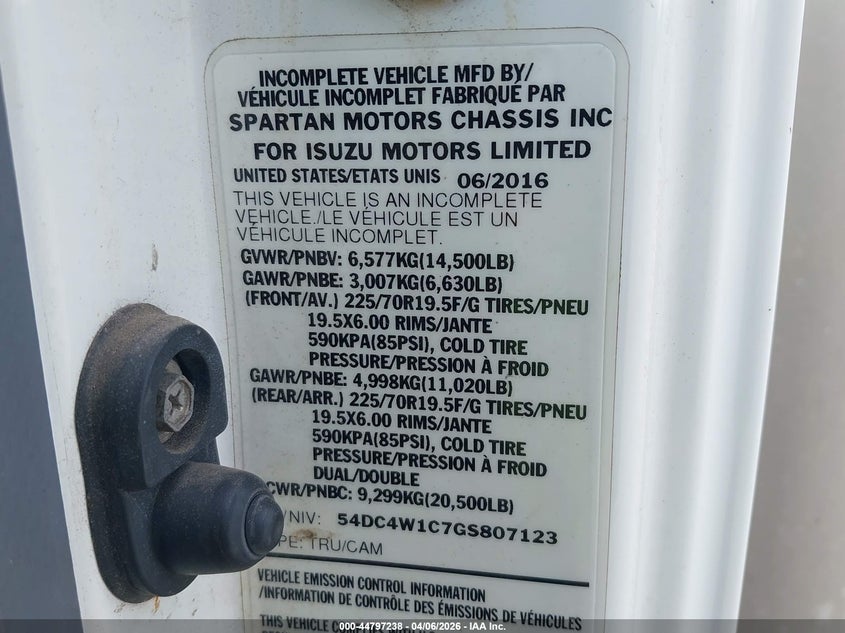 INCOMPLETE VEHICLE MFD BY/
VÉHICULE INCOMPLET FABRIQUE PAR
SPARTAN MOTORS CHASSIS INC
FOR ISUZU MOTORS LIMITED
UNITED STATES/ETATS UNIS 06/2016
THIS VEHICLE IS AN INCOMPLETE
VEHICLE./LE VÉHICULE EST UN
VÉHICULE INCOMPLET.
GVWR/PNBV: 6,577KG(14,500LB)
GAWR/PNBE: 3,007KG(6,630LB)
(FRONT/AV.) 225/70R19.5F/G TIRES/PNEU
19.5X6.00 RIMS/JANTE
590KPA(85PSI), COLD TIRE
PRESSURE/PRESSION À FROID
GAWR/PNBE: 4,998KG(11,020LB)
(REAR/ARR.) 225/70R19.5F/G TIRES/PNEU
19.5X6.00 RIMS/JANTE
590KPA(85PSI), COLD TIRE
PRESSURE/PRESSION À FROID
DUAL/DOUBLE
CWR/PNBC: 9,299KG(20,500LB)
/NIV: 54DC4W1C7GS807123
PE: TRU/CAM
VEHICLE EMISSION CONTROL INFORMATION
/INFORMATION DE CONTRÔLE DES ÉMISSIONS DE VÉHICULES
THIS VEHICLE
000-44797238 - 04/06/2026 - IAA Inc.